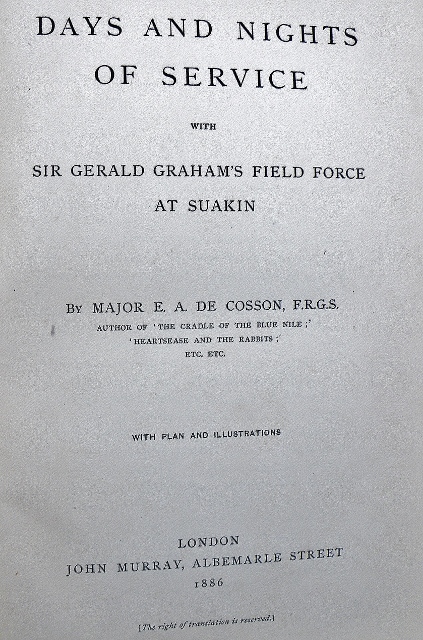 DAYS AND NIGHTS
OF SERVICE
WITH
SIR GERALD GRAHAM'S FIELD FORCE
AT SUAKIN
BY MAJOR E. A. DE COSSON, F.R.G.S.
AUTHOR OF 'THE CRADLE OF THE BLUE NILE;'
'HEARTSEASE AND THE RABBITS;'
ETC. ETC.
WITH PLAN AND ILLUSTRATIONS
LONDON
JOHN MURRAY, ALBEMARLE STREET
1886
[The right of translation is reserved.]